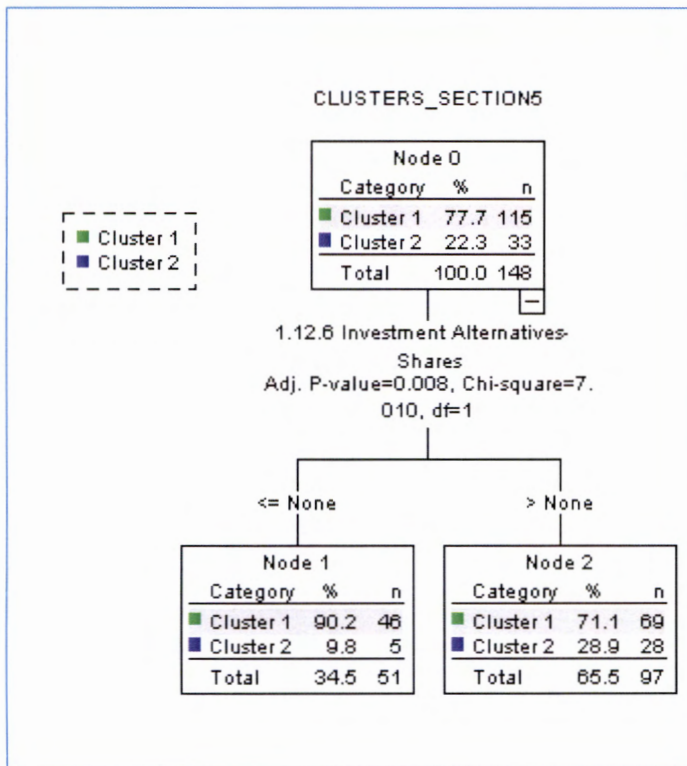 CLUSTERS_SECTION5
Node 0
Category % n
Cluster 1 77.7 115
Cluster 2 22.3 33
Total 100.0 148
Cluster 1
Cluster 2
1.12.6 Investment Alternatives-
Shares
Adj. P-value=0.008, Chi-square=7.
010, df=1
<= None
> None
Node 1
Category % n
Cluster 1 90.2 46
Cluster 2 9.8 5
Total 34.5 51
Node 2
Category % n
Cluster 1 71.1 69
Cluster 2 28.9 28
Total 65.5 97